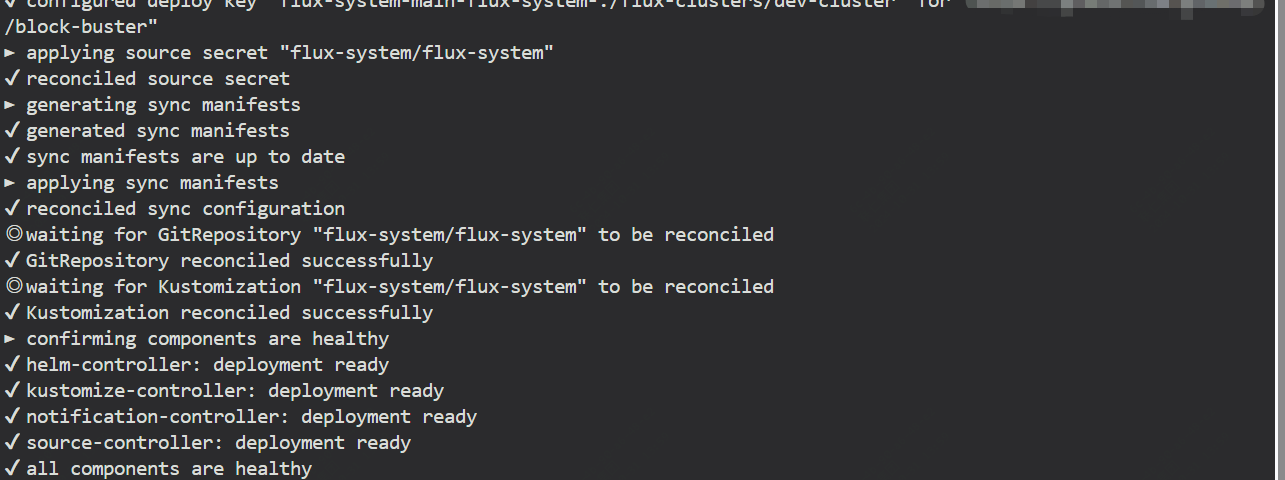 ✓ configured deploy key "flux-system-main-flux-system-./flux-clusters/dev-cluster" for
/block-buster"
► applying source secret "flux-system/flux-system"
✓ reconciled source secret
► generating sync manifests
✓ generated sync manifests
✓ sync manifests are up to date
► applying sync manifests
✓ reconciled sync configuration
◎ waiting for GitRepository "flux-system/flux-system" to be reconciled
✓ GitRepository reconciled successfully
◎ waiting for Kustomization "flux-system/flux-system" to be reconciled
✓ Kustomization reconciled successfully
► confirming components are healthy
✓ helm-controller: deployment ready
✓ kustomize-controller: deployment ready
✓ notification-controller: deployment ready
✓ source-controller: deployment ready
✓ all components are healthy